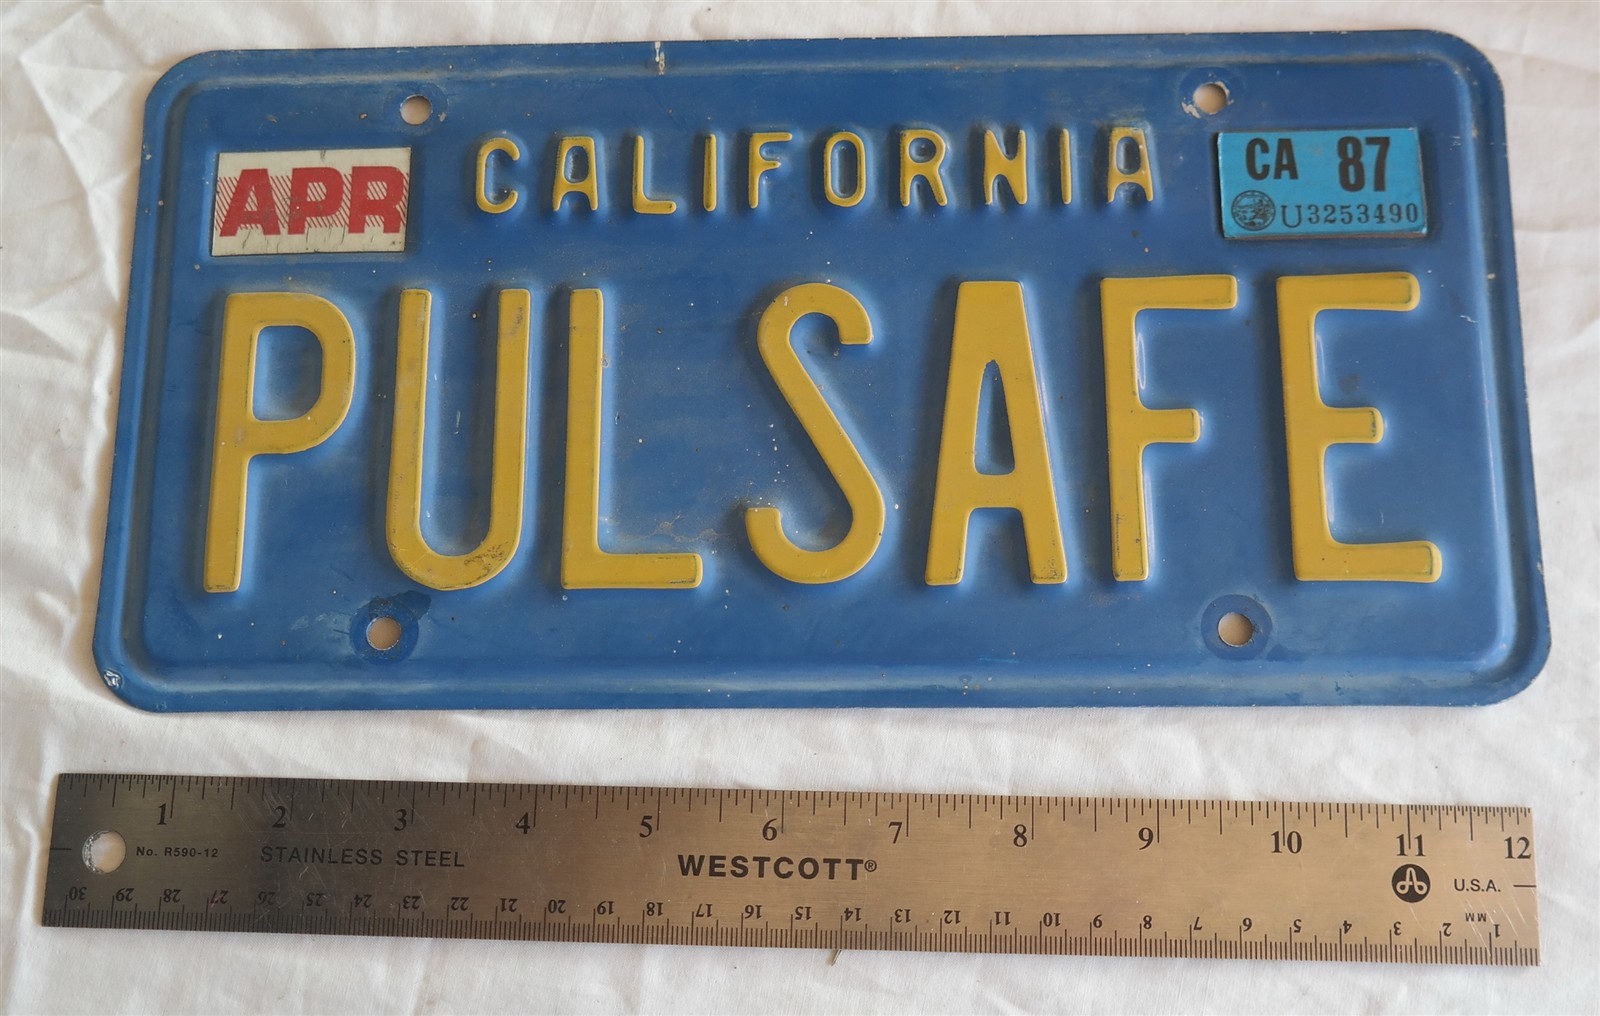 CALIFORNIA
APR
CA 87
U3253490
PULSAFE
1 2 3 4 5 6 7 8 9 10 11 12
No. R590-12 STAINLESS STEEL WESTCOTT® U.S.A.
MM
30 29 28 27 26 25 24 23 22 21 20 19 18 17 16 15 14 13 12 11 10 9 8 7 6 5 4 3 2 1